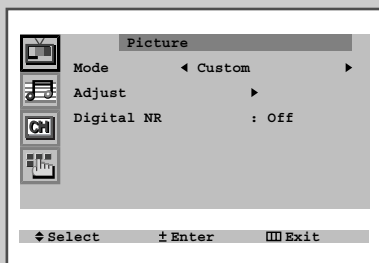 Picture
Mode ◀ Custom ▶
Adjust ▶
Digital NR : Off
CH
Select ± Enter Exit